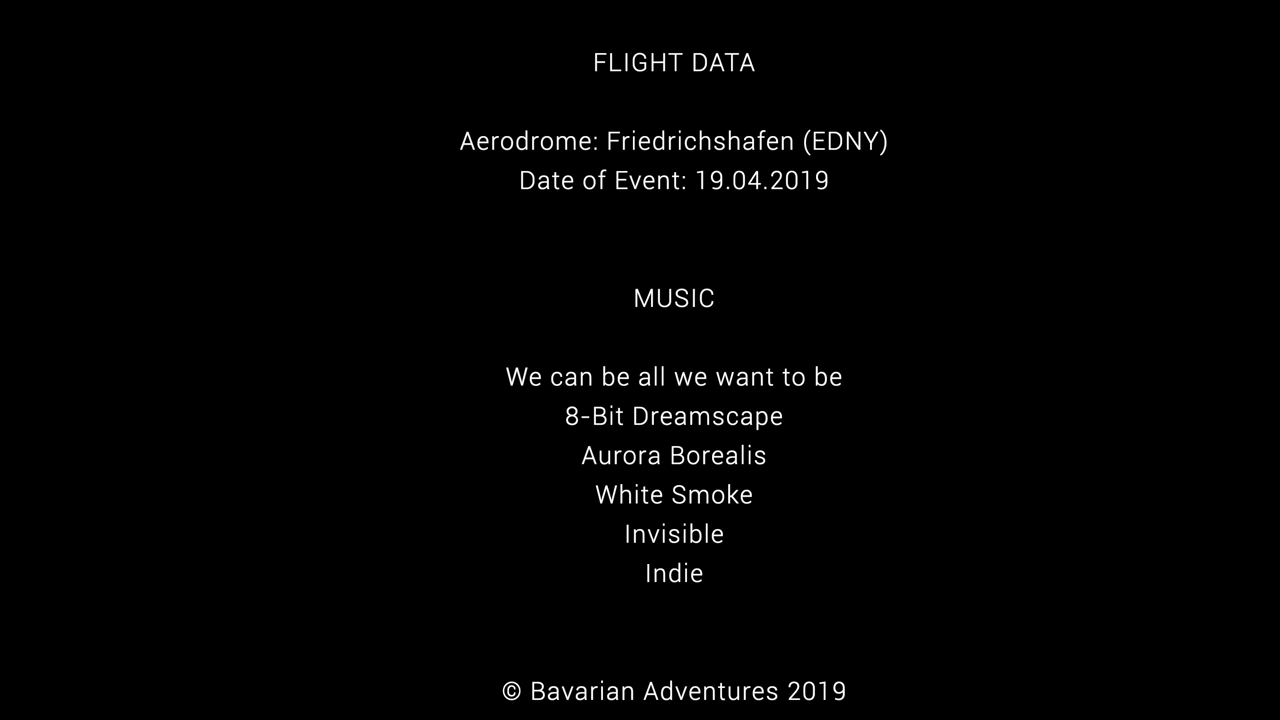 FLIGHT DATA
Aerodrome: Friedrichshafen (EDNY)
Date of Event: 19.04.2019
MUSIC
We can be all we want to be
8-Bit Dreamscape
Aurora Borealis
White Smoke
Invisible
Indie
© Bavarian Adventures 2019